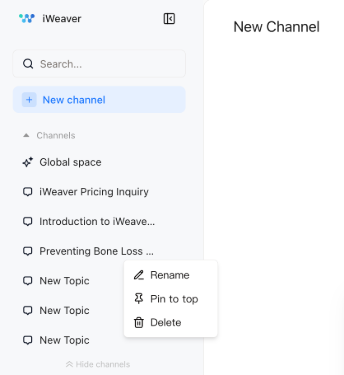 iWeaver
New Channel
Search...
New channel
Channels
Global space
iWeaver Pricing Inquiry
Introduction to iWeave...
Preventing Bone Loss ...
Rename
New Topic
Pin to top
New Topic
Delete
New Topic
Hide channels